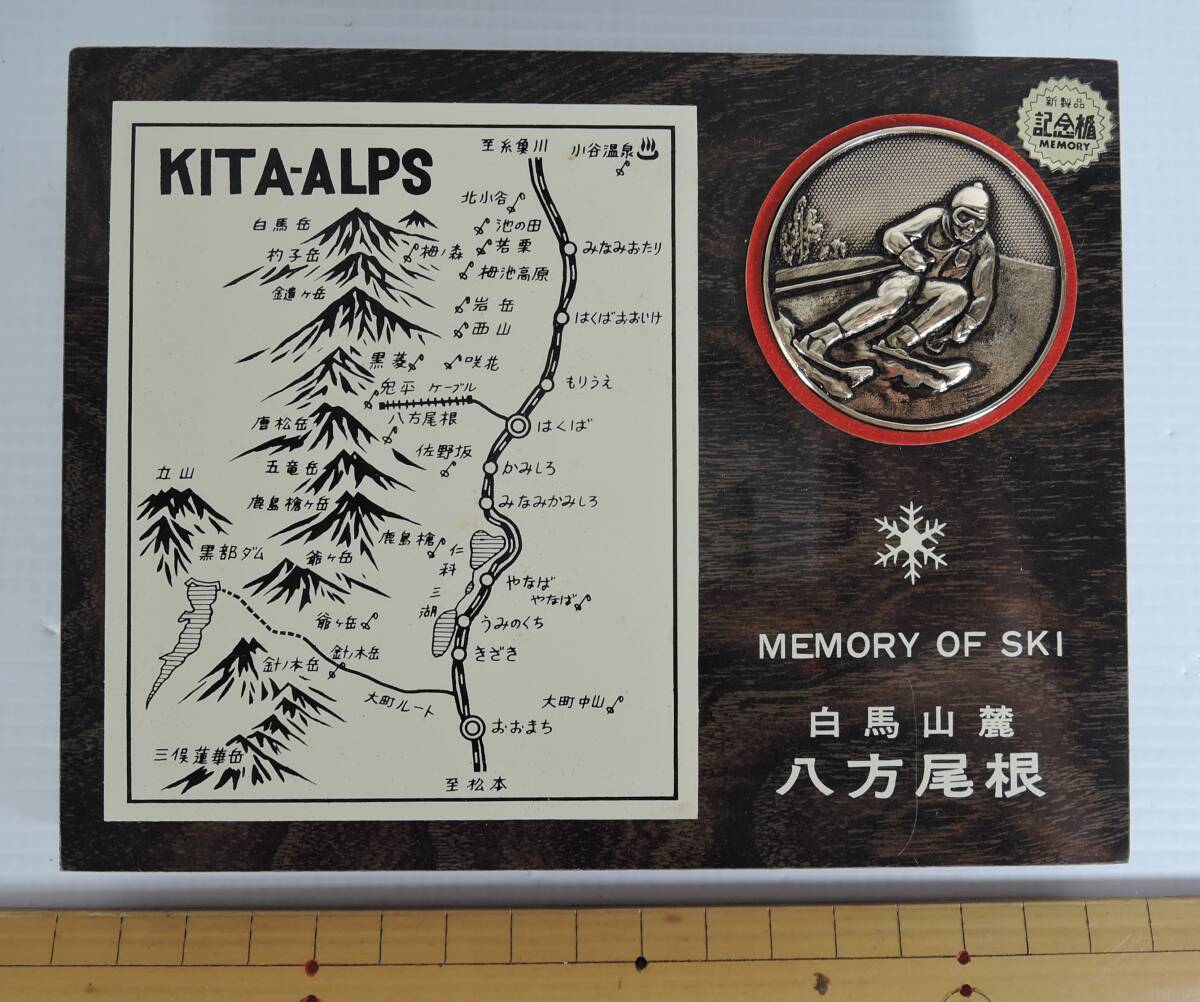 KITA-ALPS
至糸魚川
小谷温泉
北小谷
池の田
白馬岳
栂ノ森
若栗
みなみおたり
杓子岳
栂池高原
鑓ヶ岳
岩岳
はくばおおいけ
西山
黒菱
咲花
兎平
ケーブル
もりうえ
八方尾根
はくば
唐松岳
佐野坂
五竜岳
かみしろ
立山
鹿島槍ヶ岳
みなみかみしろ
鹿島槍
仁科三湖
黒部ダム
爺ヶ岳
やなば
やなば
爺ヶ岳
うみのくち
針ノ木岳
針ノ木岳
きざき
大町ルート
大町中山
おおまち
三俣蓮華岳
至松本
新製品
記念楯
MEMORY
MEMORY OF SKI
白馬山麓
八方尾根